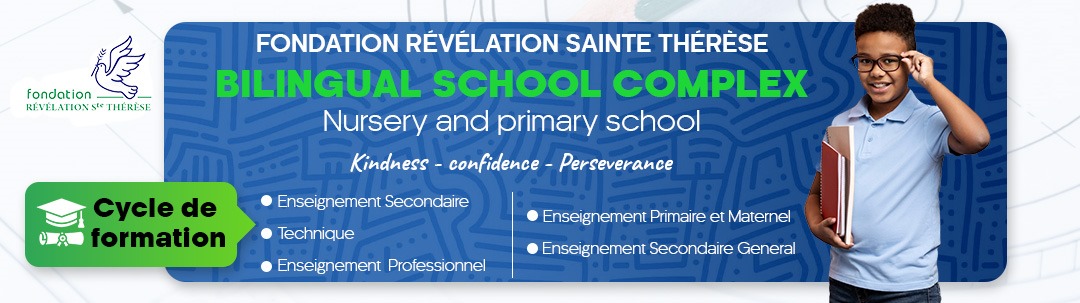 FONDATION RÉVÉLATION SAINTE THÉRÈSE
BILINGUAL SCHOOL COMPLEX
Nursery and primary school
Kindness - confidence - Perseverance
fondation
RÉVÉLATION Ste THÉRÈSE
Cycle de
formation
Enseignement Secondaire
Technique
Enseignement Professionnel
Enseignement Primaire et Maternel
Enseignement Secondaire General